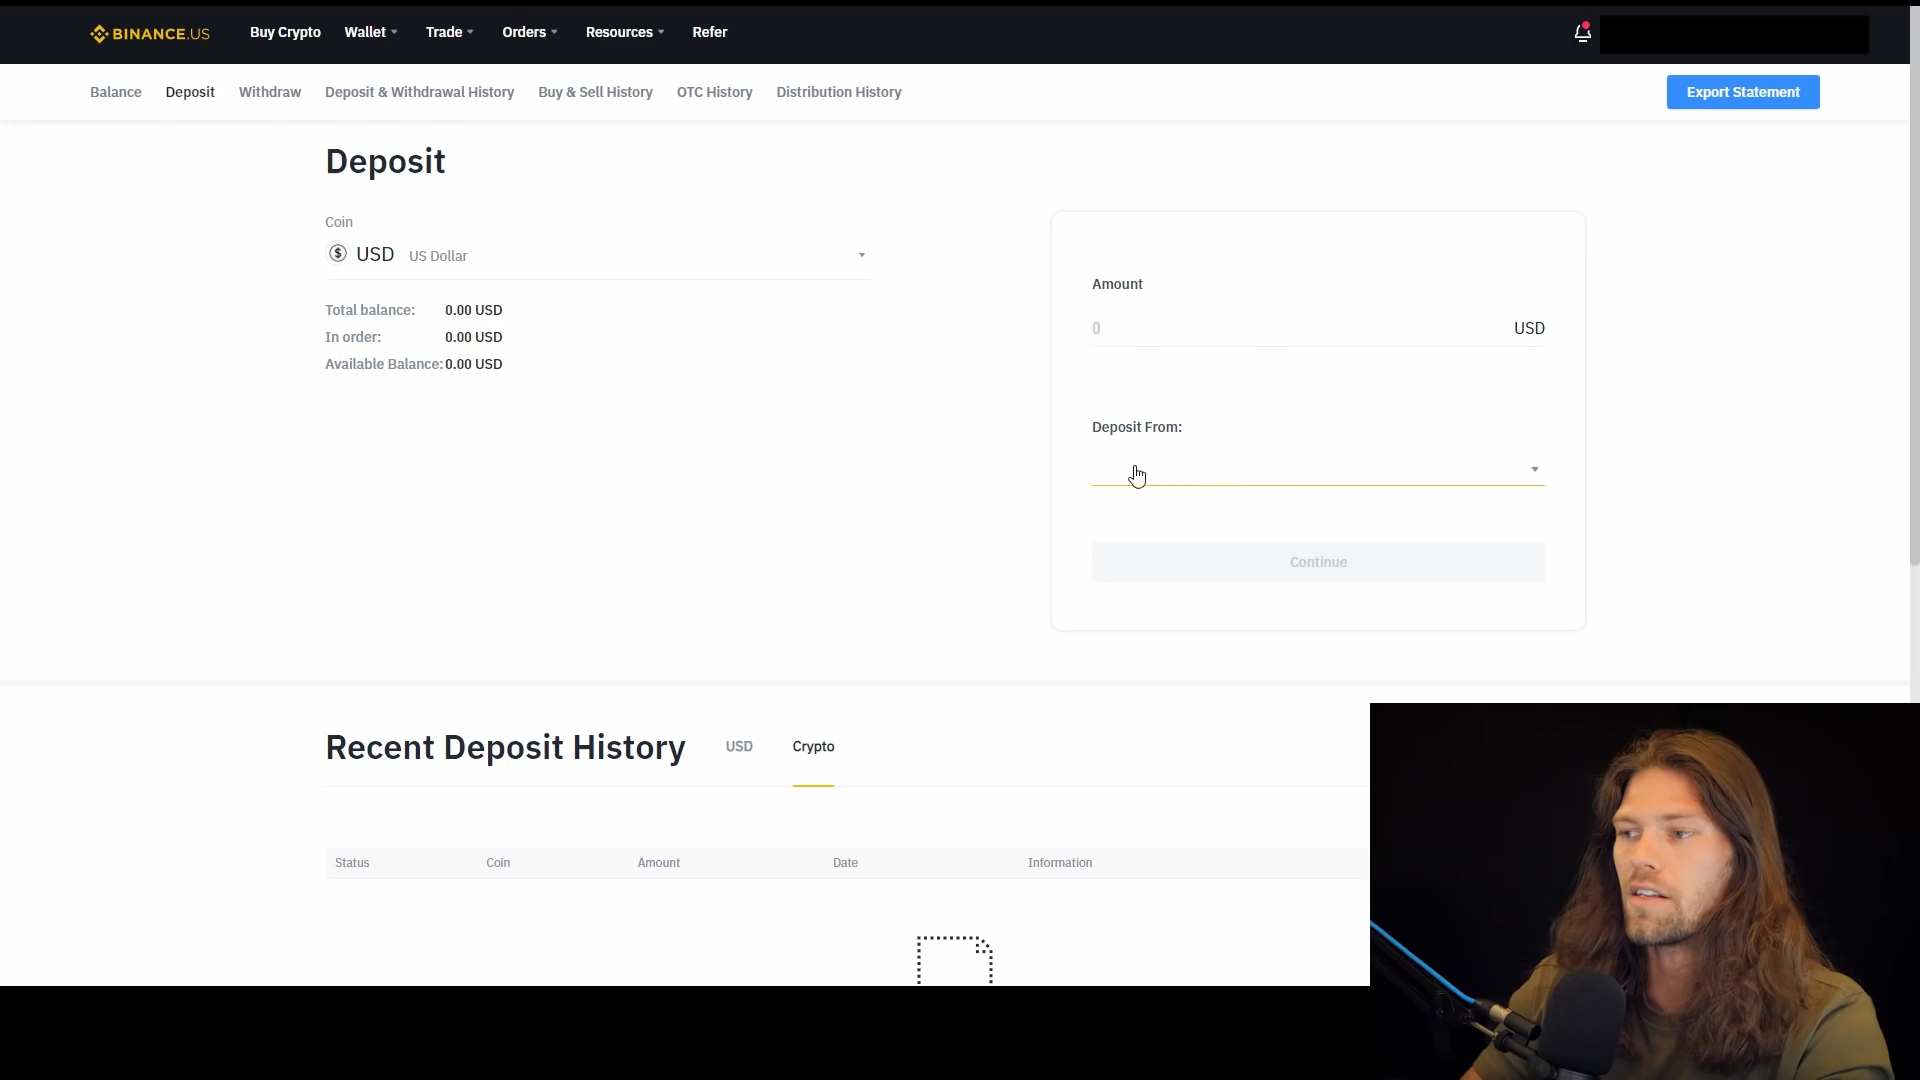 BINANCE.US Buy Crypto Wallet Trade Orders Resources Refer
Balance Deposit Withdraw Deposit & Withdrawal History Buy & Sell History OTC History Distribution History Export Statement
Deposit
Coin
$ USD US Dollar
Total balance: 0.00 USD
In order: 0.00 USD
Available Balance: 0.00 USD
Amount
0 USD
Deposit From:
Continue
Recent Deposit History USD Crypto
Status Coin Amount Date Information